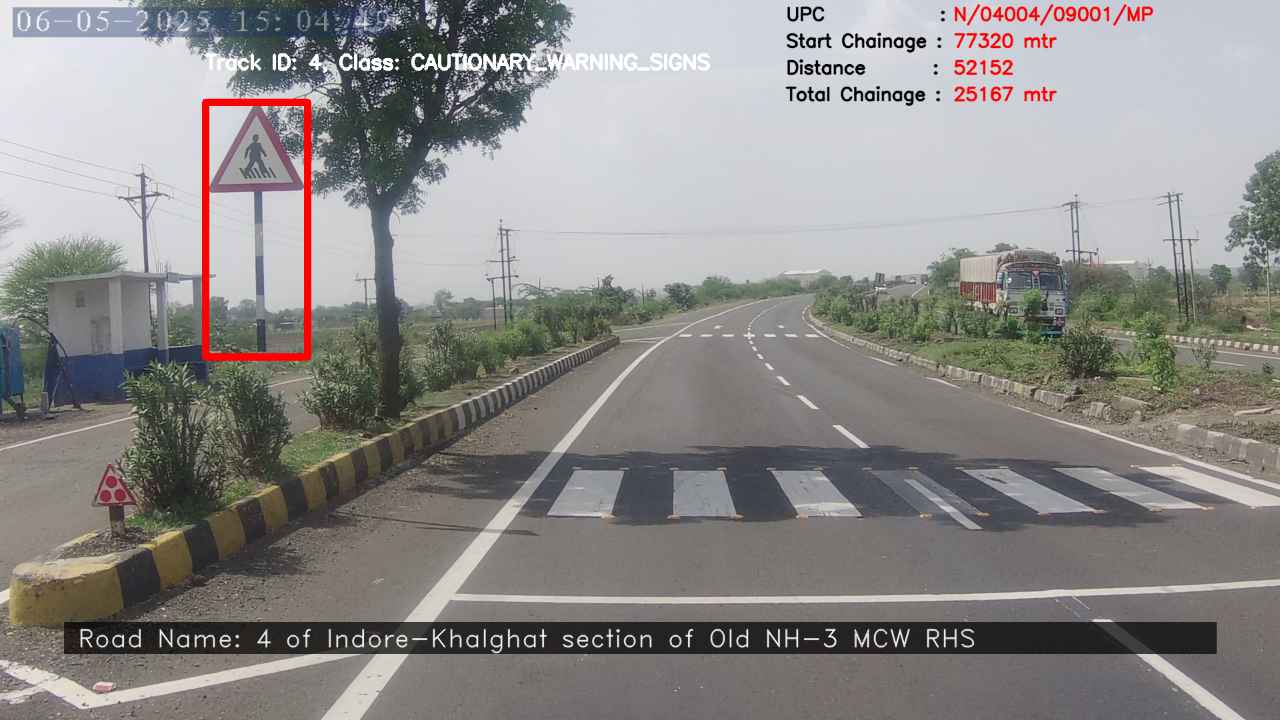 06-05-2025 15:04:49
UPC : N/04004/09001/MP
Start Chainage : 77320 mtr
Distance : 52152
Total Chainage : 25167 mtr
Track ID: 4, Class: CAUTIONARY_WARNING_SIGNS
Road Name: 4 of Indore-Khalghat section of Old NH-3 MCW RHS